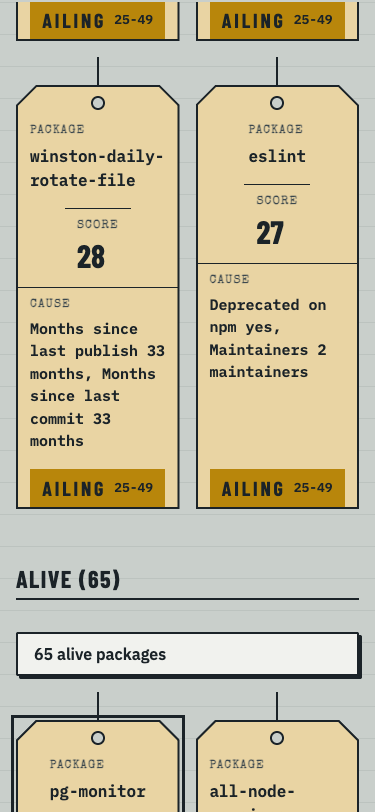 AILING 25-49
AILING 25-49
PACKAGE
winston-daily-
rotate-file
SCORE
28
CAUSE
Months since
last publish 33
months, Months
since last
commit 33
months
AILING 25-49
PACKAGE
eslint
SCORE
27
CAUSE
Deprecated on
npm yes,
Maintainers 2
maintainers
AILING 25-49
ALIVE (65)
65 alive packages
PACKAGE
pg-monitor
PACKAGE
all-node-